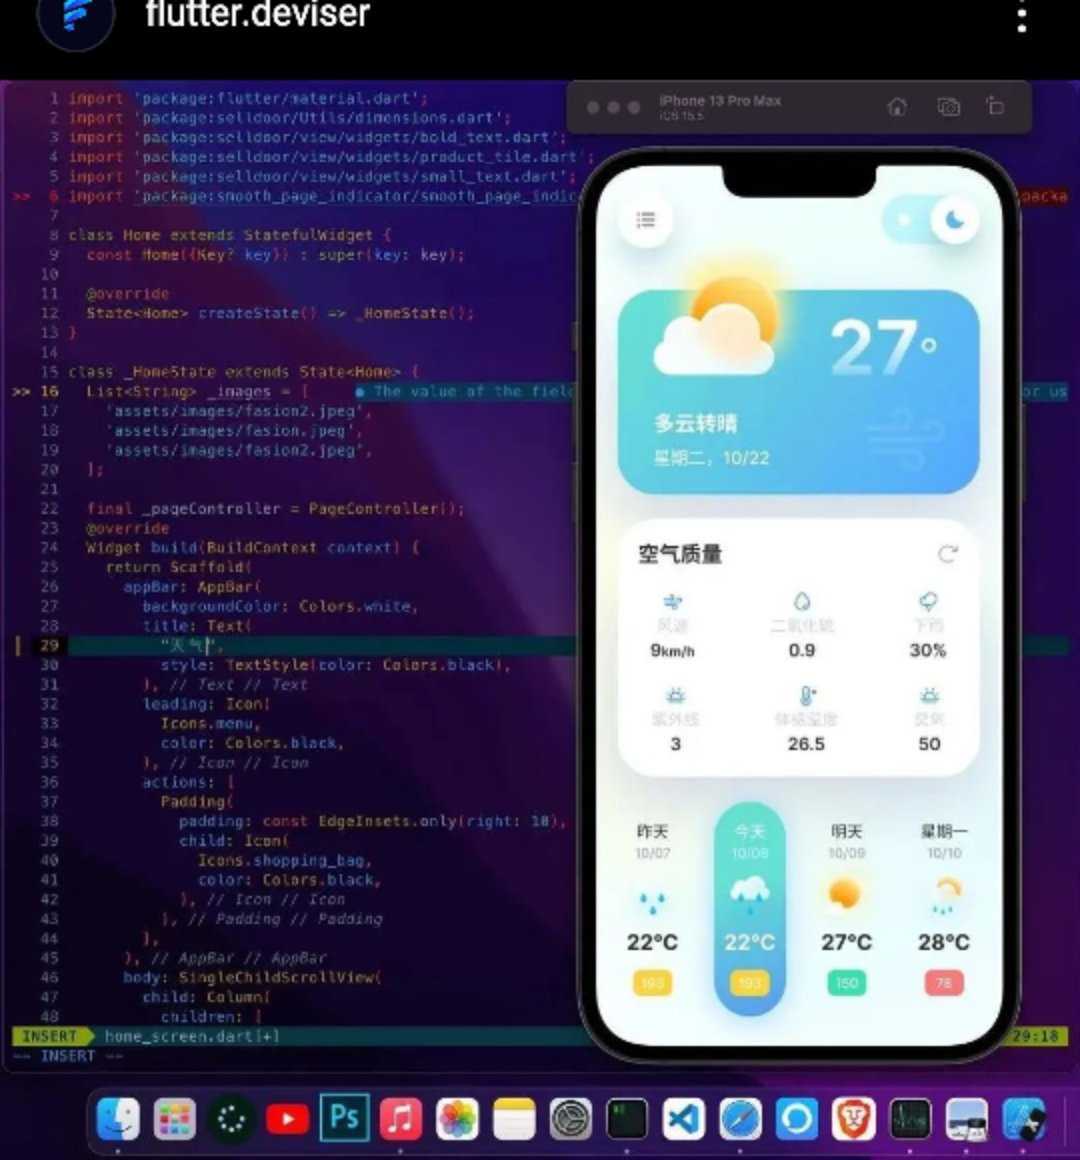 flutter.deviser
1 import 'package:flutter/material.dart';
2 import 'package:selldoor/Utils/dimensions.dart';
3 import 'package:selldoor/view/widgets/bold_text.dart';
4 import 'package:selldoor/view/widgets/product_tile.dart';
5 import 'package:selldoor/view/widgets/small_text.dart';
>> 6 import 'package:smooth_page_indicator/smooth_page_indic
packa
7
8 class Home extends StatefulWidget {
9 const Home({Key? key}) : super(key: key);
10
11 @override
12 State<Home> createState() => _HomeState();
13 }
14
15 class _HomeState extends State<Home> {
>> 16 List<String> _images = [ ● The value of the field
or us
17 'assets/images/fasion2.jpeg',
18 'assets/images/fasion.jpeg',
19 'assets/images/fasion2.jpeg',
20 ];
21
22 final _pageController = PageController();
23 @override
24 Widget build(BuildContext context) {
25 return Scaffold(
26 appBar: AppBar(
27 backgroundColor: Colors.white,
28 title: Text(
29 "天气",
30 style: TextStyle(color: Colors.black),
31 ), // Text // Text
32 leading: Icon(
33 Icons.menu,
34 color: Colors.black,
35 ), // Icon // Icon
36 actions: [
37 Padding(
38 padding: const EdgeInsets.only(right: 10),
39 child: Icon(
40 Icons.shopping_bag,
41 color: Colors.black,
42 ), // Icon // Icon
43 ), // Padding // Padding
44 ],
45 ), // AppBar // AppBar
46 body: SingleChildScrollView(
47 child: Column(
48 children: [
INSERT home_screen.dart[+]
29:18
-- INSERT --
iPhone 13 Pro Max
iOS 15.5
27°
多云转晴
星期二，10/22
空气质量
风速 二氧化硫 下雨
9km/h 0.9 30%
紫外线 体感温度
3 26.5 50
昨天 今天 明天 星期一
10/07 10/08 10/09 10/10
22°C 22°C 27°C 28°C
193 193 150 78
Ps